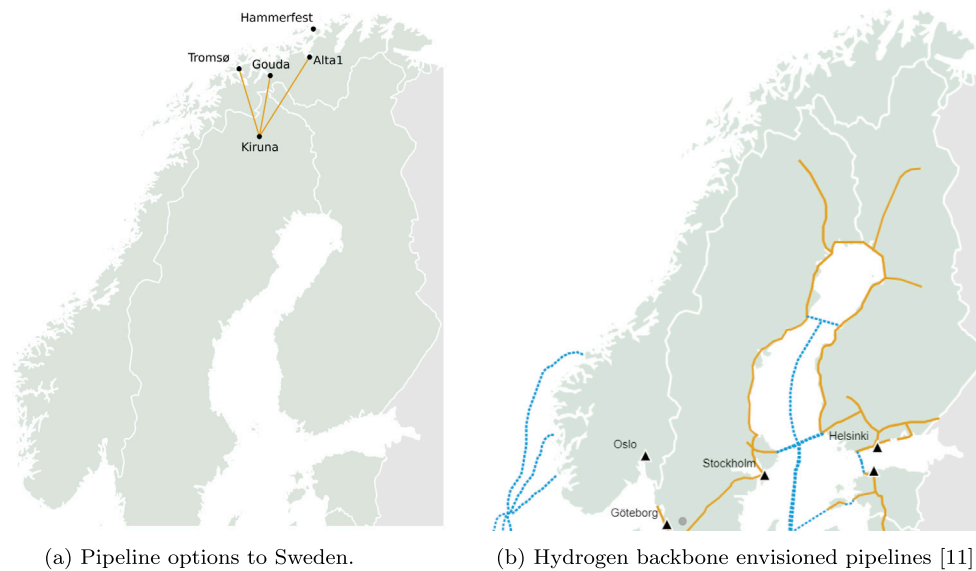 Hammerfest
Tromsø
Gouda
Alta1
Kiruna
(a) Pipeline options to Sweden.
Oslo
Helsinki
Stockholm
Göteborg
(b) Hydrogen backbone envisioned pipelines [11]